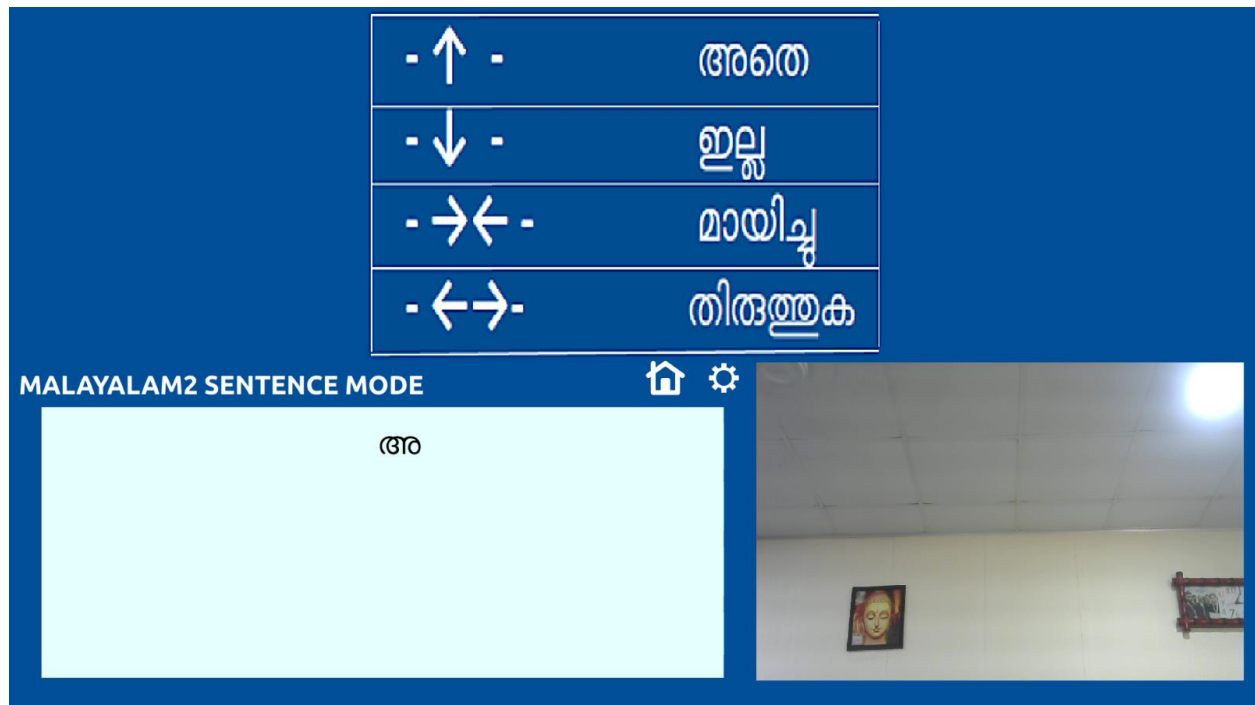 -↑- അതെ
-↓- ഇല്ല
-→←- മായിച്ചു
-←→- തിരുത്തുക
MALAYALAM2 SENTENCE MODE
അ